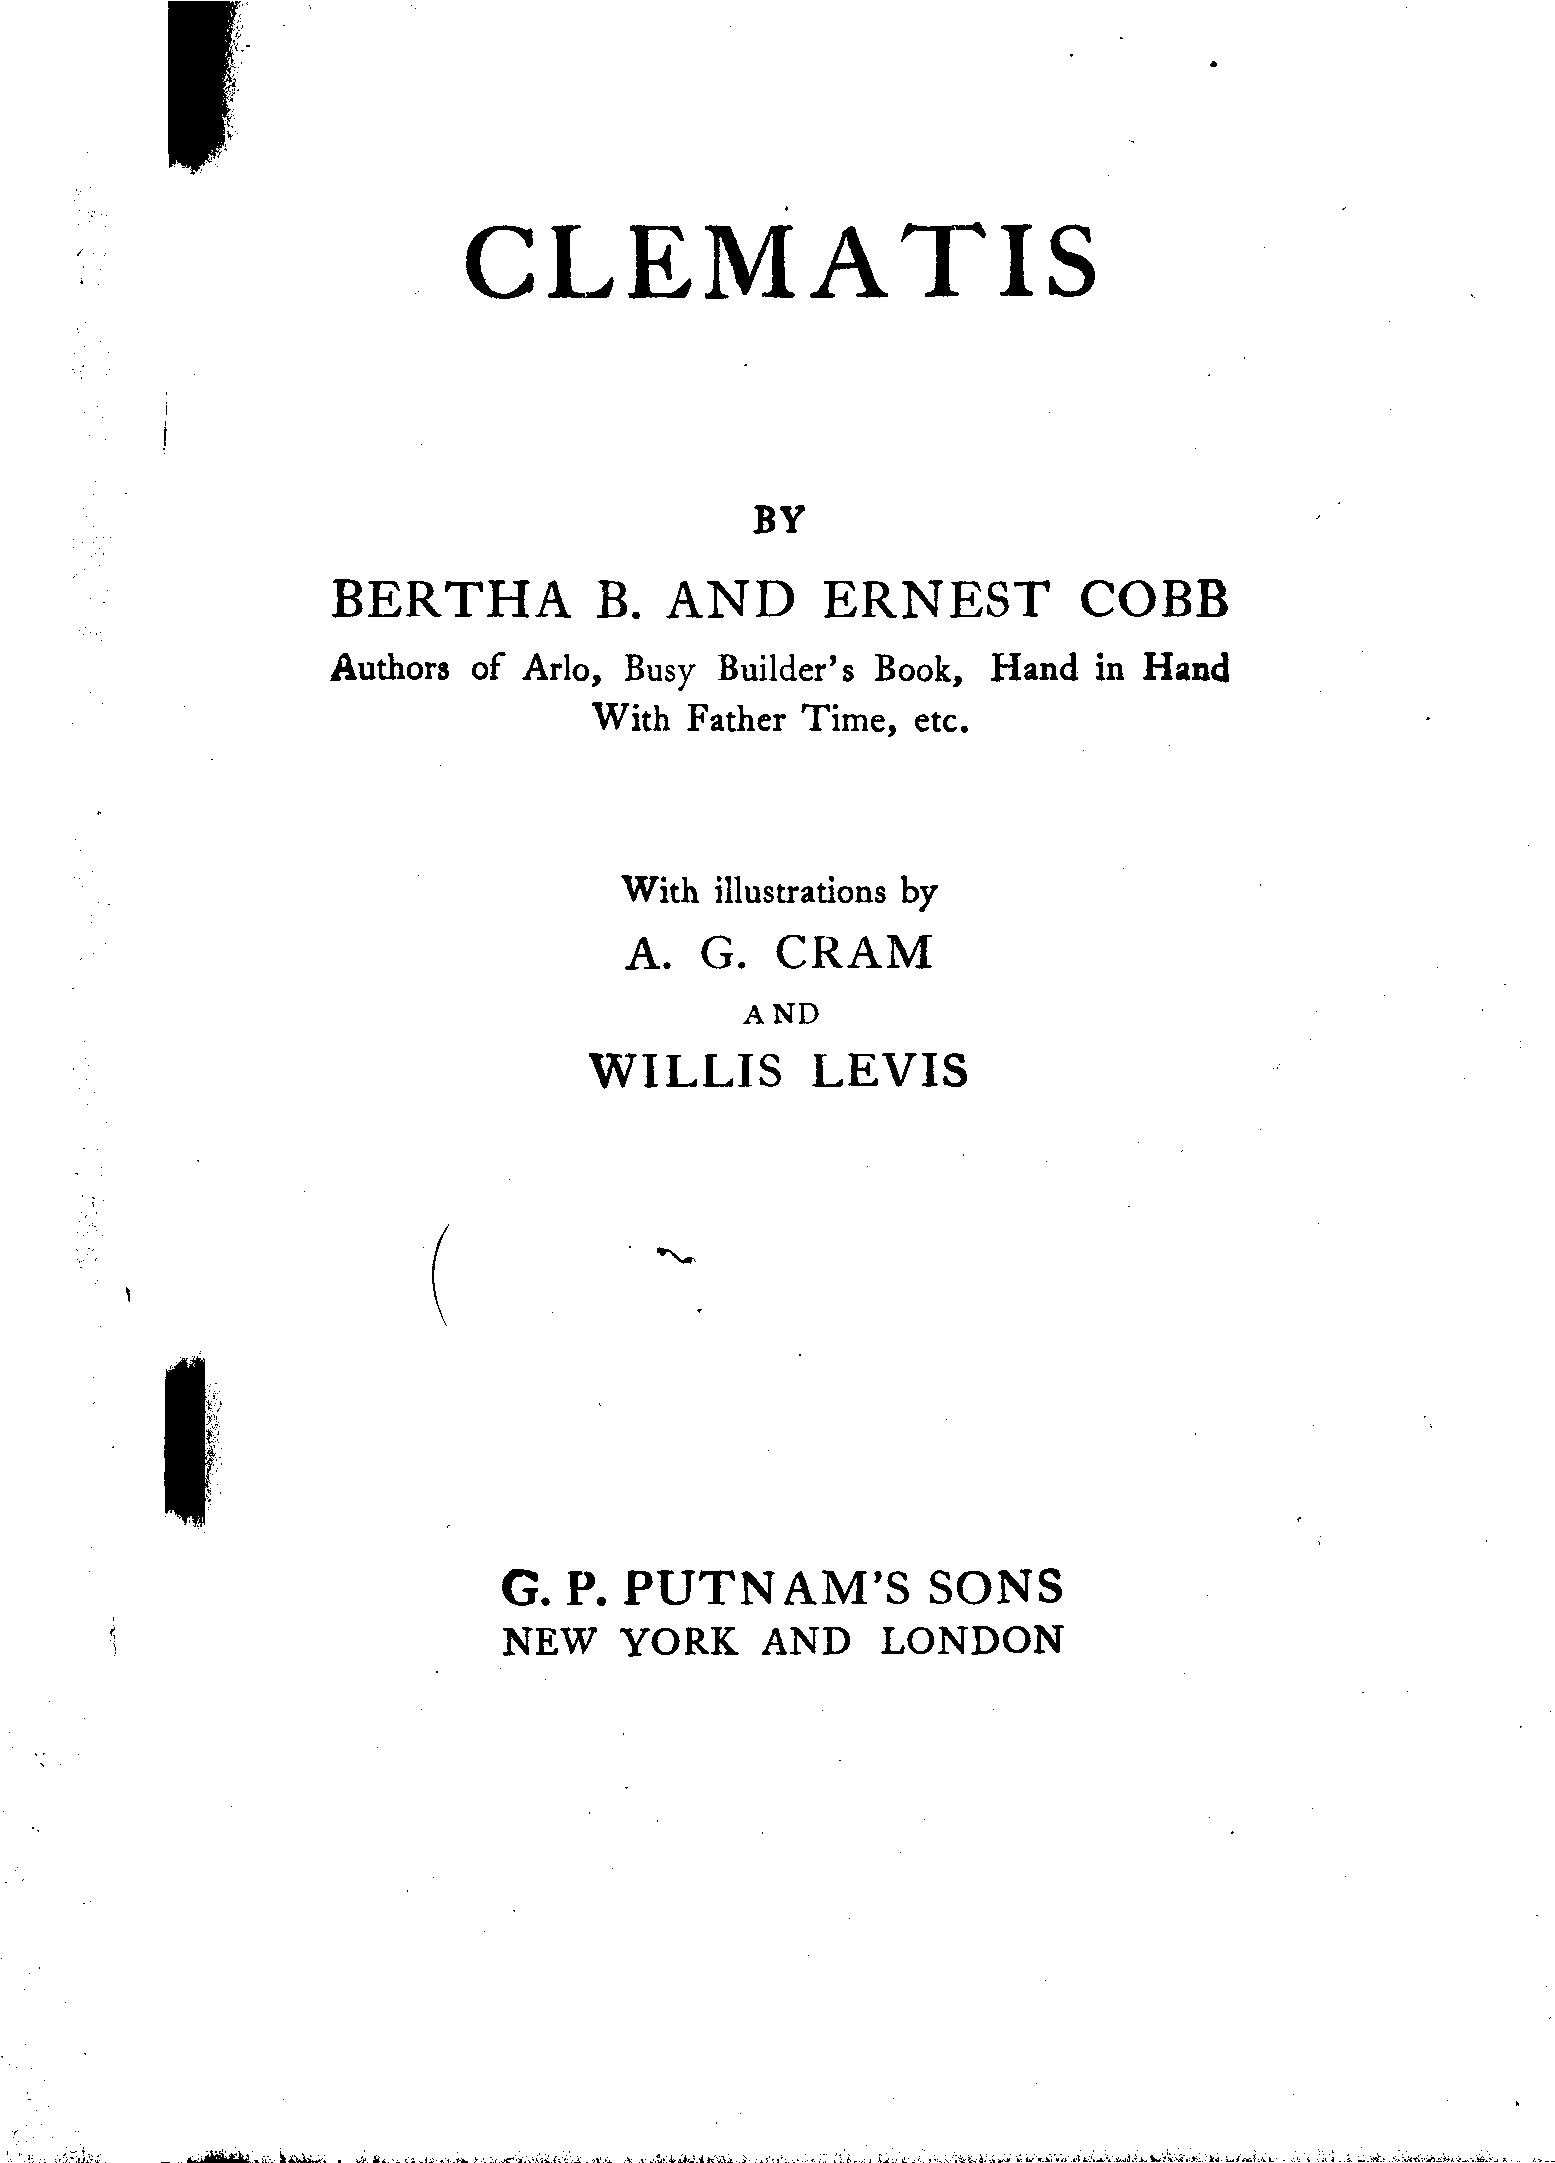 CLEMATIS
BY
BERTHA B. AND ERNEST COBB
Authors of Arlo, Busy Builder's Book, Hand in Hand
With Father Time, etc.
With illustrations by
A. G. CRAM
AND
WILLIS LEVIS
G. P. PUTNAM'S SONS
NEW YORK AND LONDON